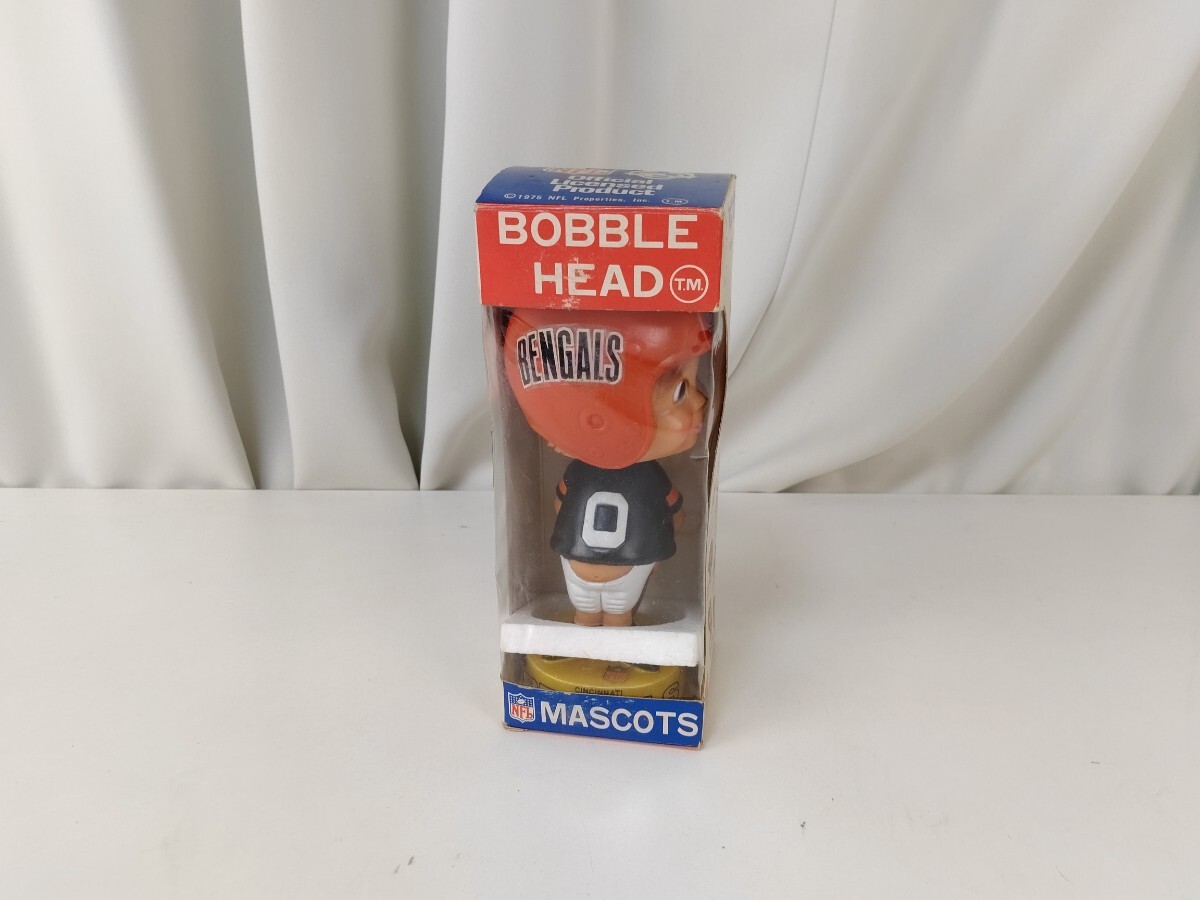 Official
Licensed
Product
©1975 NFL Properties, Inc.
BOBBLE
HEAD T.M.
BENGALS
0
CINCINNATI
NFL MASCOTS